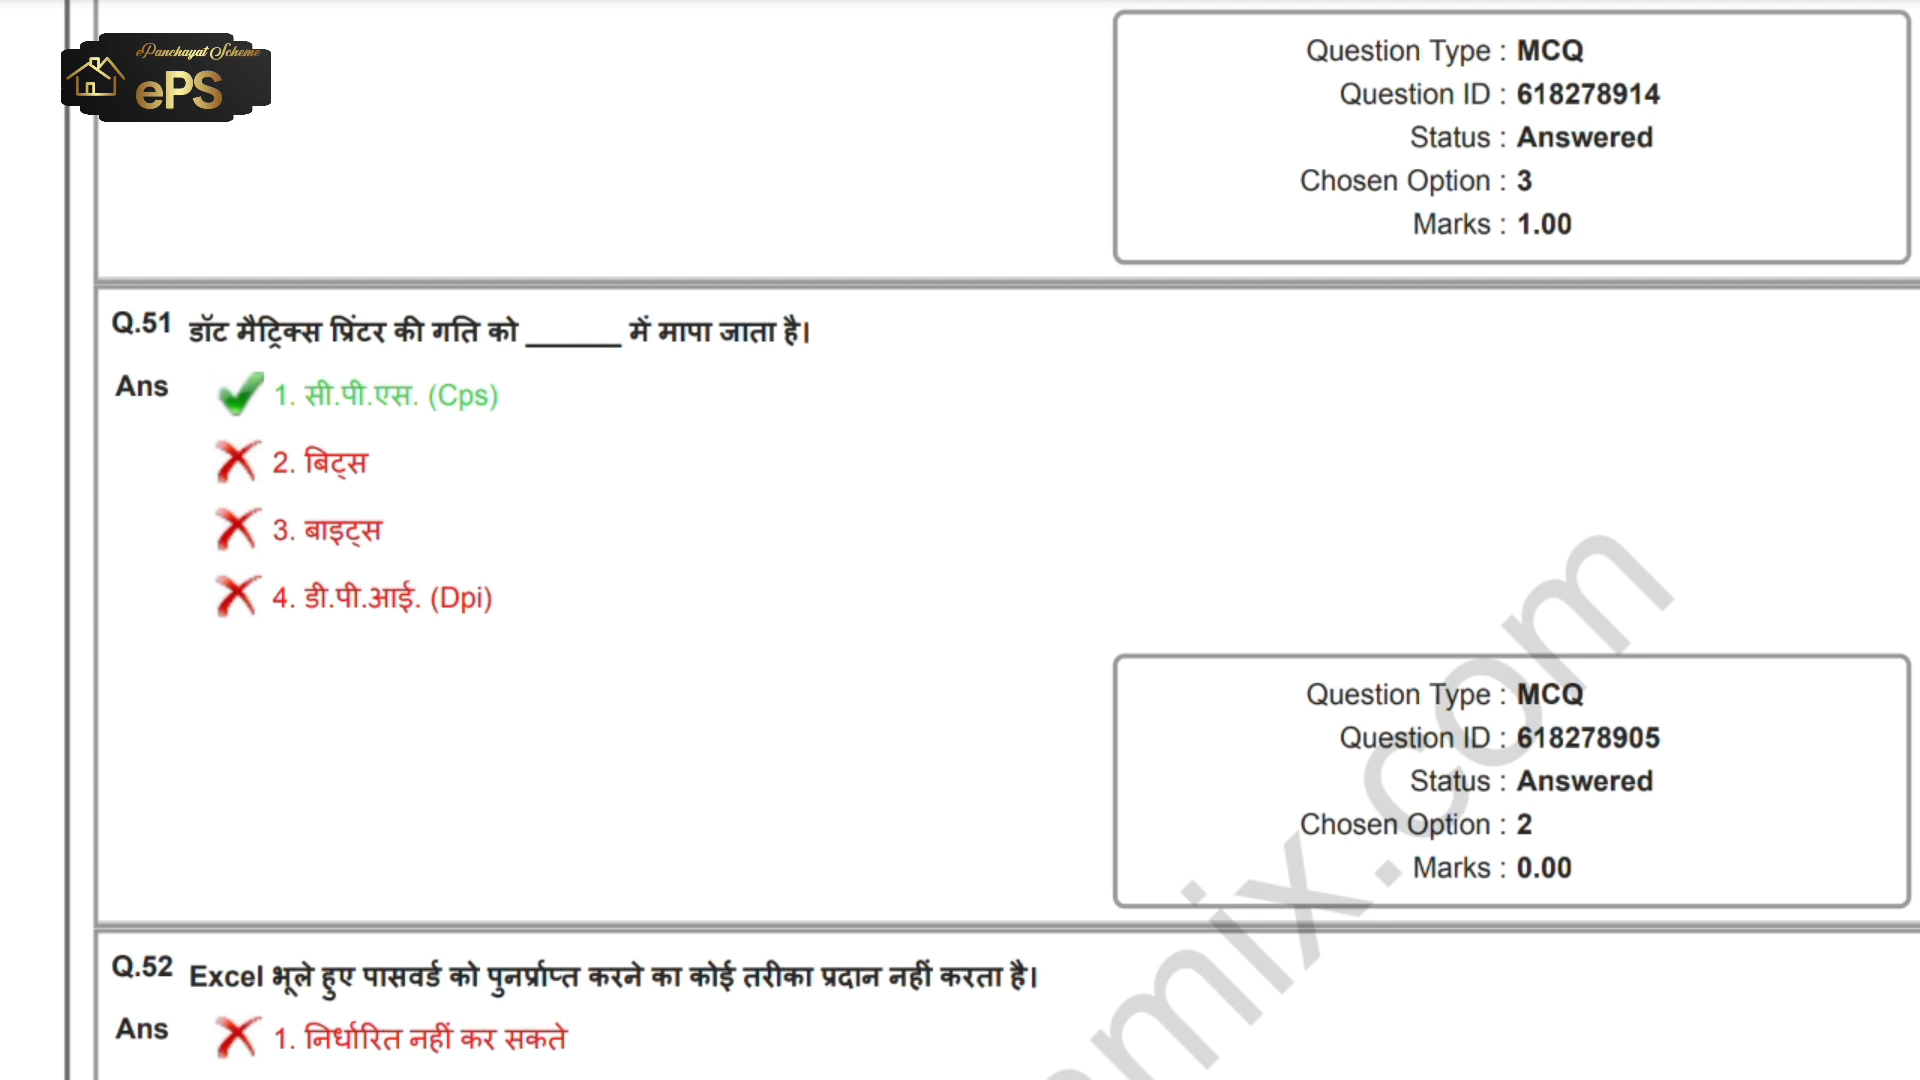 ePanchayat Scheme
ePS
Question Type : MCQ
Question ID : 618278914
Status : Answered
Chosen Option : 3
Marks : 1.00
Q.51 डॉट मैट्रिक्स प्रिंटर की गति को ______ में मापा जाता है।
Ans 1. सी.पी.एस. (Cps)
2. बिट्स
3. बाइट्स
4. डी.पी.आई. (Dpi)
Question Type : MCQ
Question ID : 618278905
Status : Answered
Chosen Option : 2
Marks : 0.00
Q.52 Excel भूले हुए पासवर्ड को पुनर्प्राप्त करने का कोई तरीका प्रदान नहीं करता है।
Ans 1. निर्धारित नहीं कर सकते
mix.com